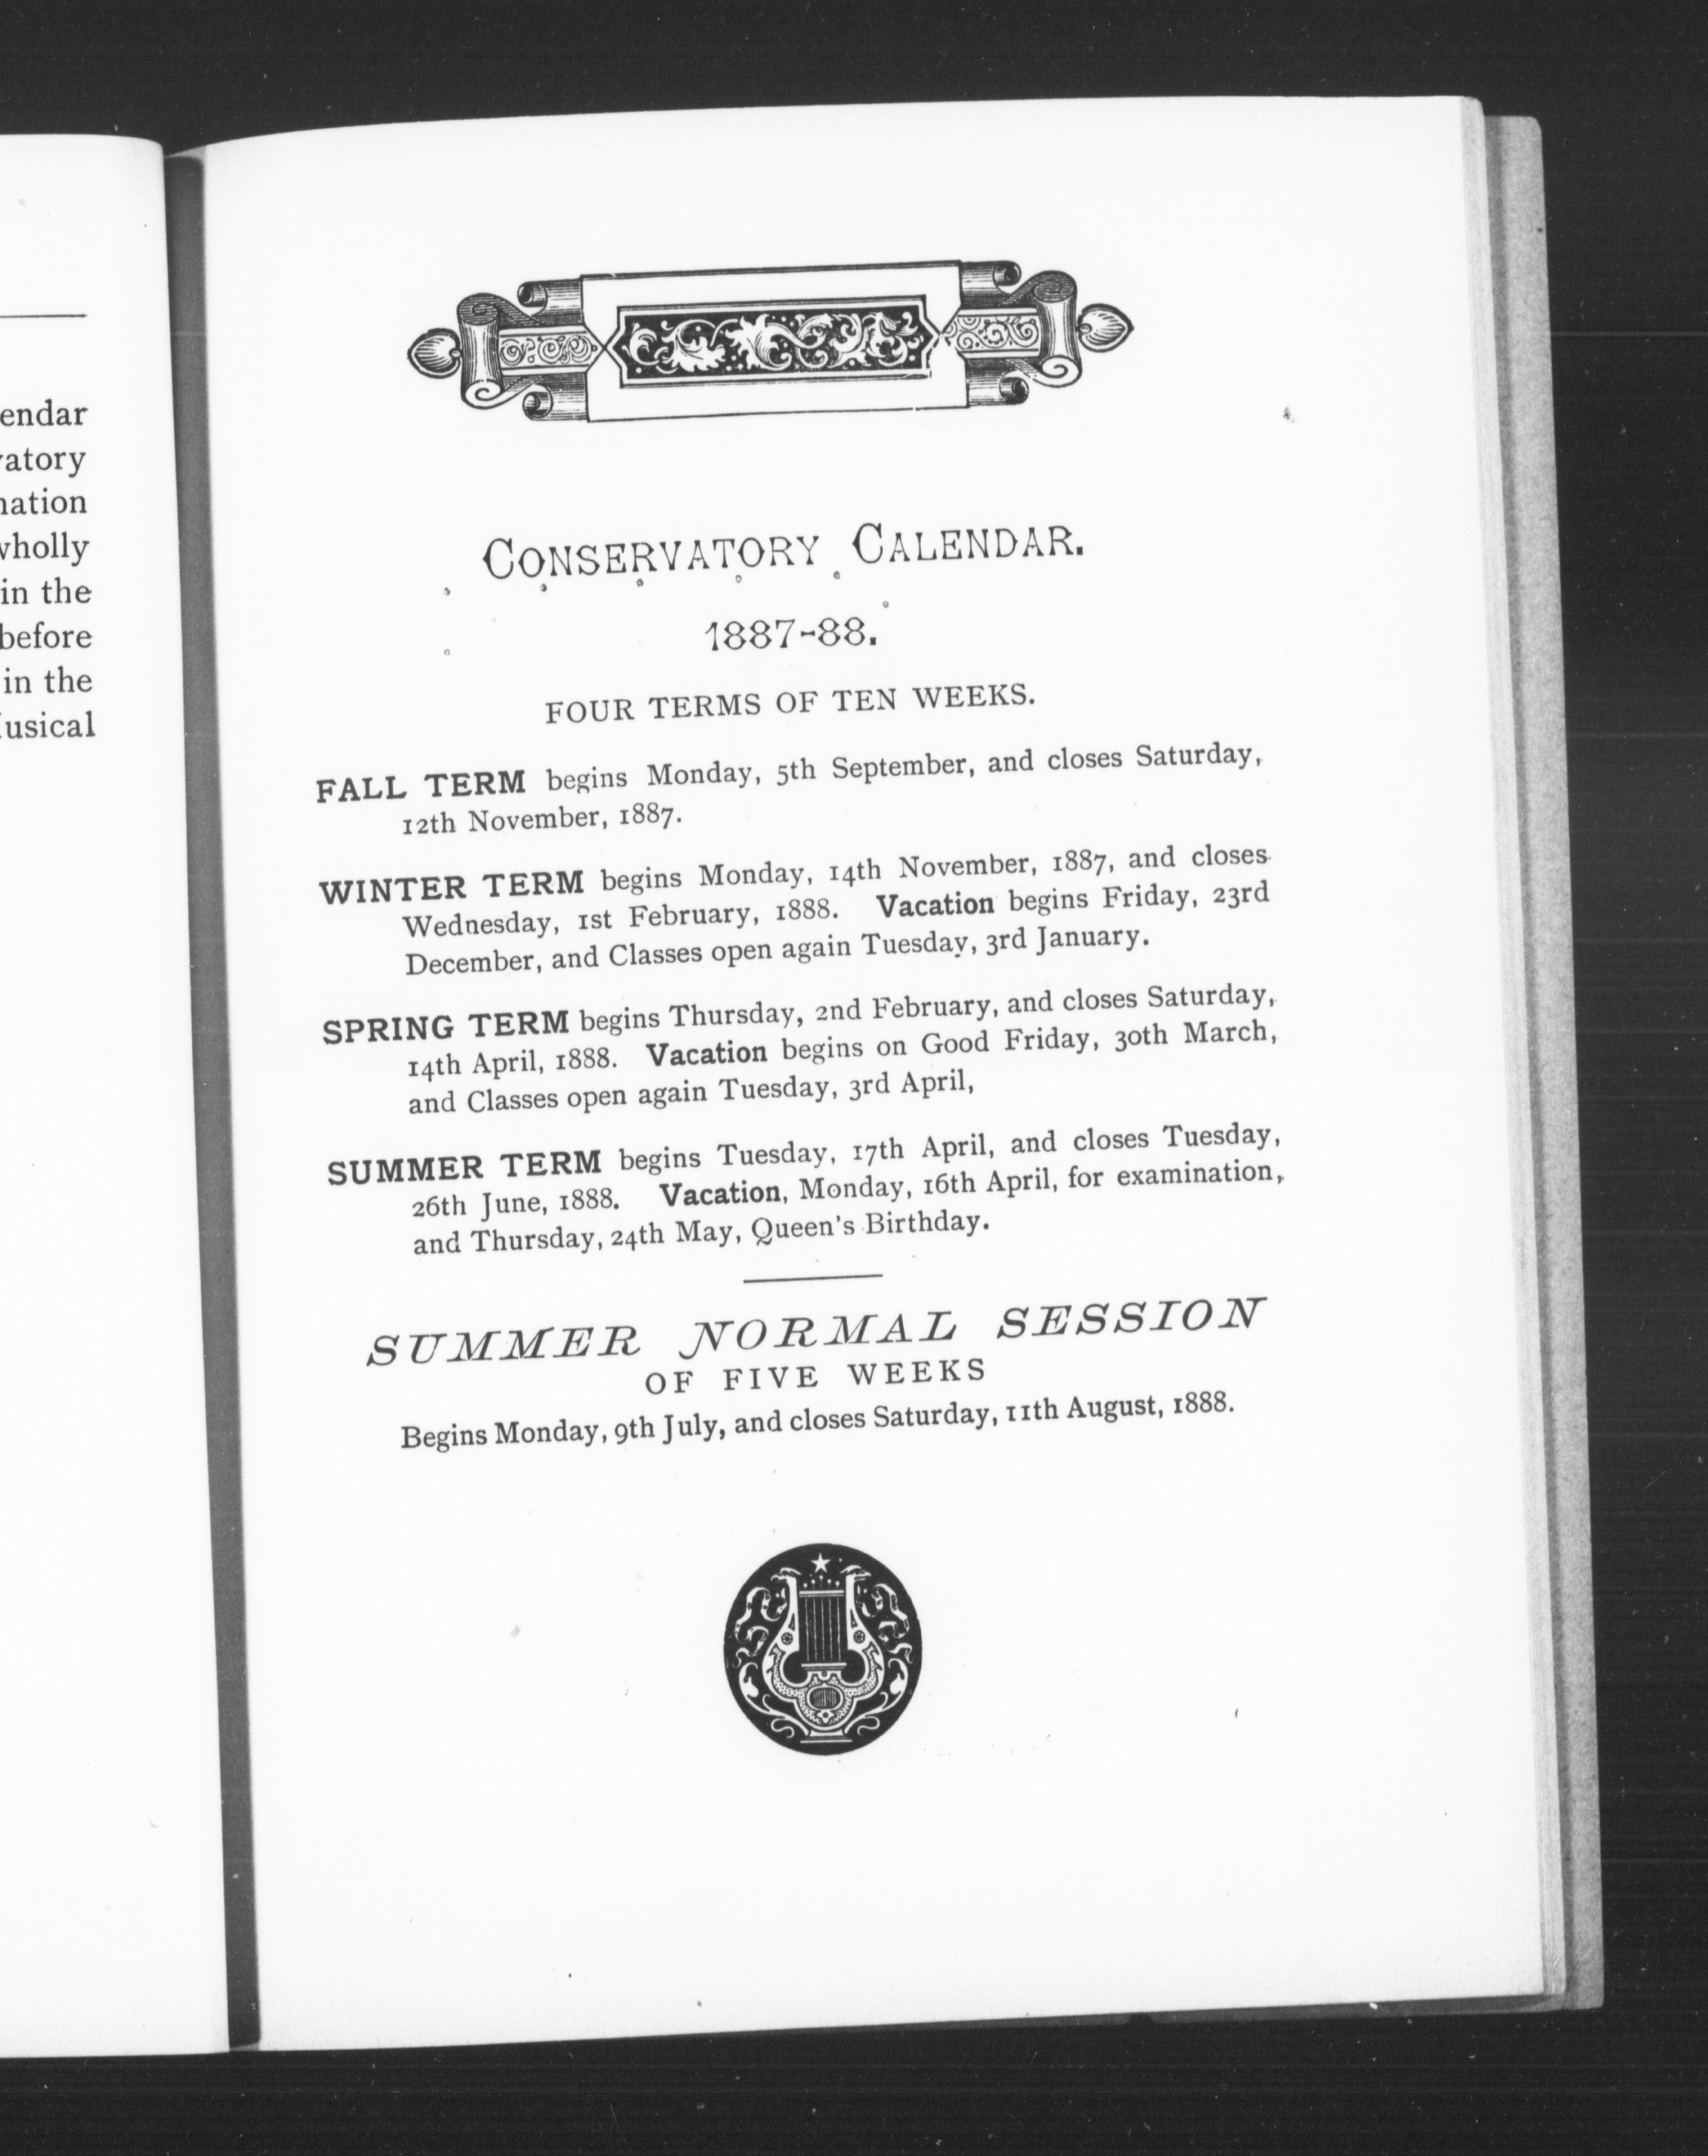 endar
vatory
nation
wholly
in the
before
in the
usical
CONSERVATORY CALENDAR.
1887-88.
FOUR TERMS OF TEN WEEKS.
FALL TERM begins Monday, 5th September, and closes Saturday,
12th November, 1887.
WINTER TERM begins Monday, 14th November, 1887, and closes
Wednesday, 1st February, 1888. Vacation begins Friday, 23rd
December, and Classes open again Tuesday, 3rd January.
SPRING TERM begins Thursday, 2nd February, and closes Saturday,
14th April, 1888. Vacation begins on Good Friday, 30th March,
and Classes open again Tuesday, 3rd April,
SUMMER TERM begins Tuesday, 17th April, and closes Tuesday,
26th June, 1888. Vacation, Monday, 16th April, for examination,
and Thursday, 24th May, Queen's Birthday.
SUMMER NORMAL SESSION
OF FIVE WEEKS
Begins Monday, 9th July, and closes Saturday, 11th August, 1888.